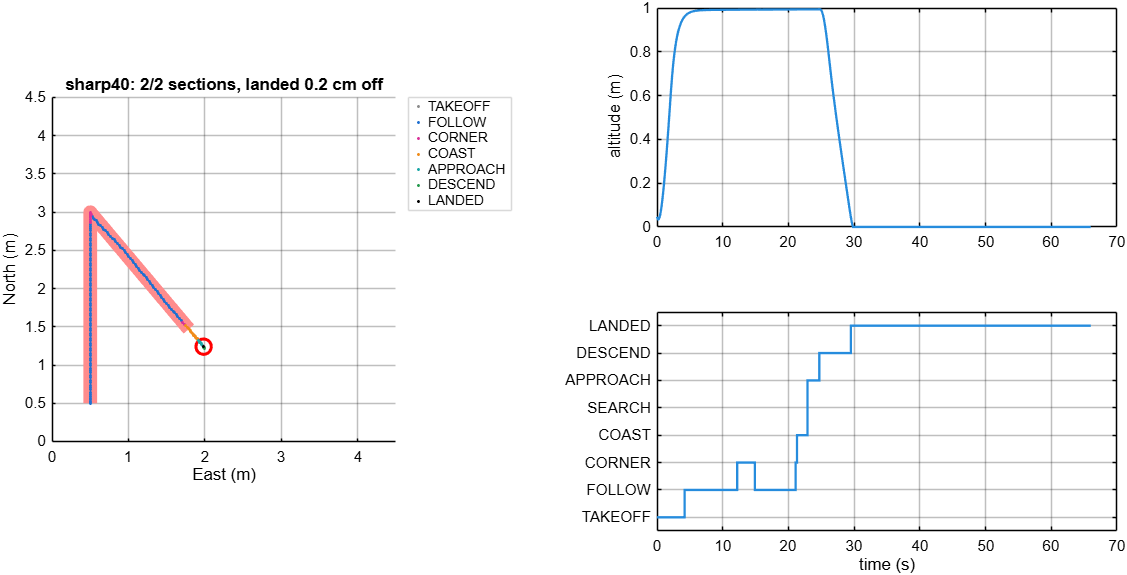 sharp40: 2/2 sections, landed 0.2 cm off
4.5
4
3.5
3
2.5
2
1.5
1
0.5
0
North (m)
0 1 2 3 4
East (m)
TAKEOFF
FOLLOW
CORNER
COAST
APPROACH
DESCEND
LANDED
1
0.8
0.6
0.4
0.2
0
altitude (m)
0 10 20 30 40 50 60 70
LANDED
DESCEND
APPROACH
SEARCH
COAST
CORNER
FOLLOW
TAKEOFF
0 10 20 30 40 50 60 70
time (s)